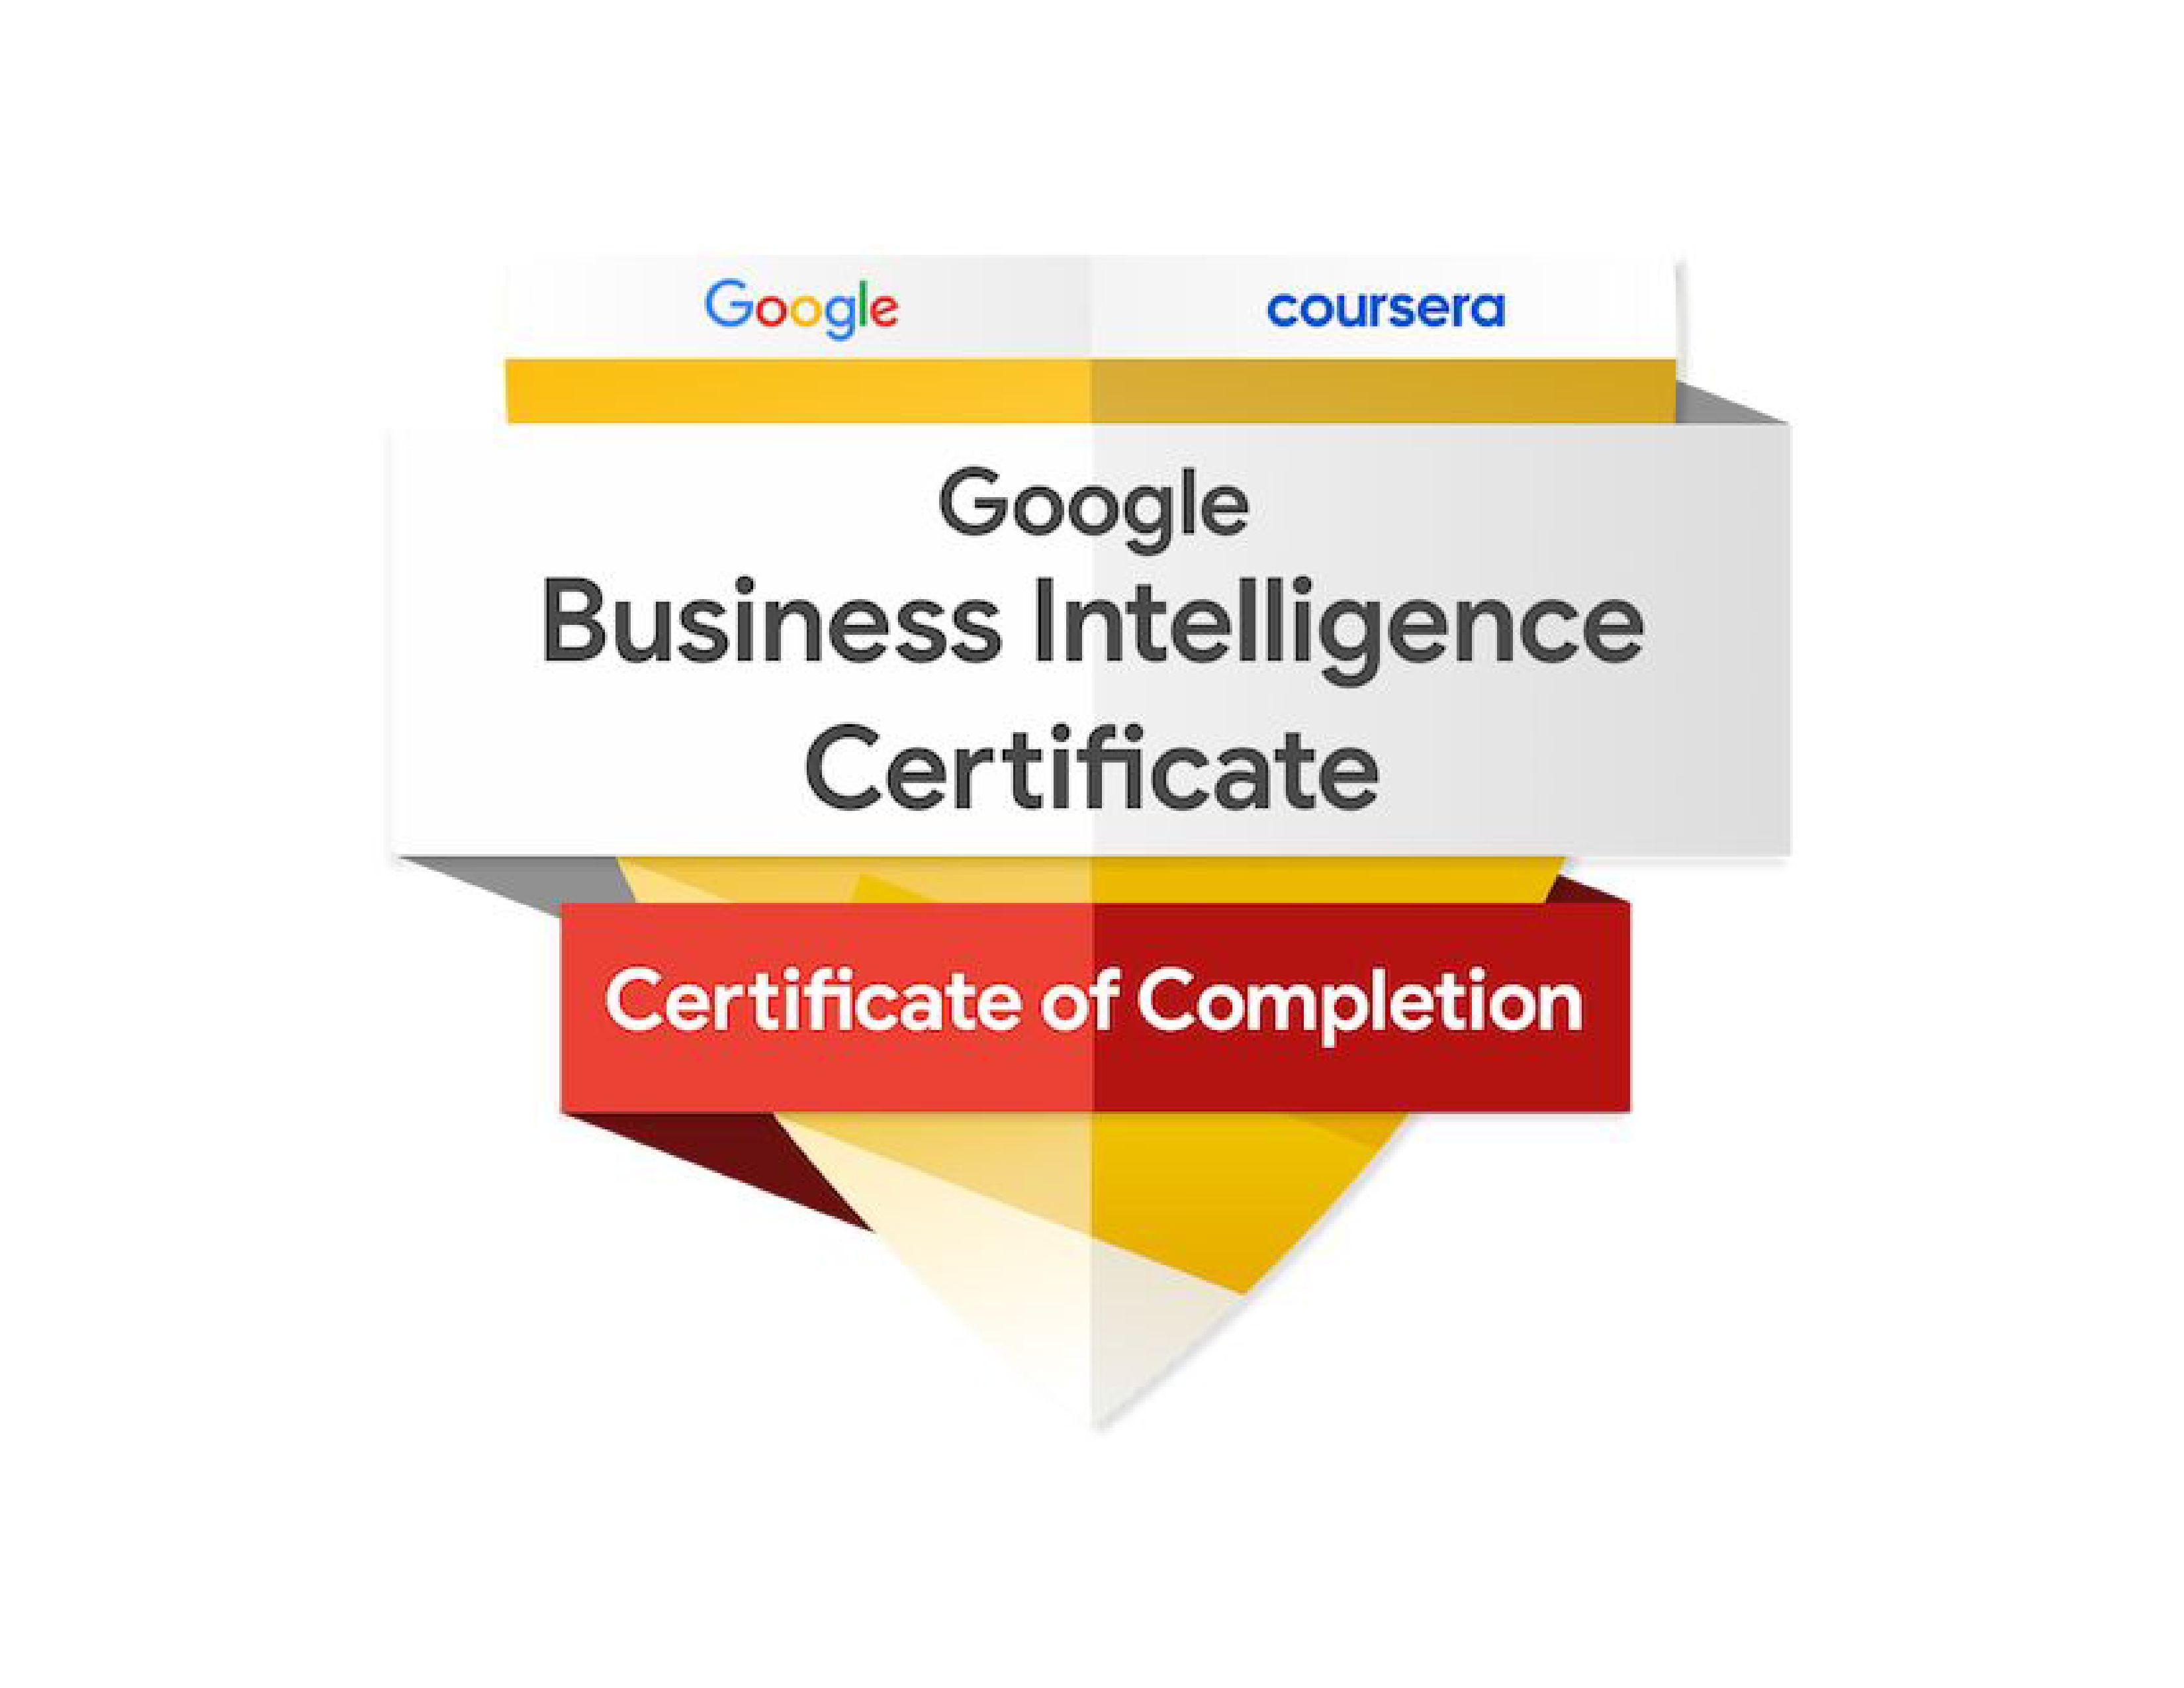 Google coursera
Google
Business Intelligence
Certificate
Certificate of Completion